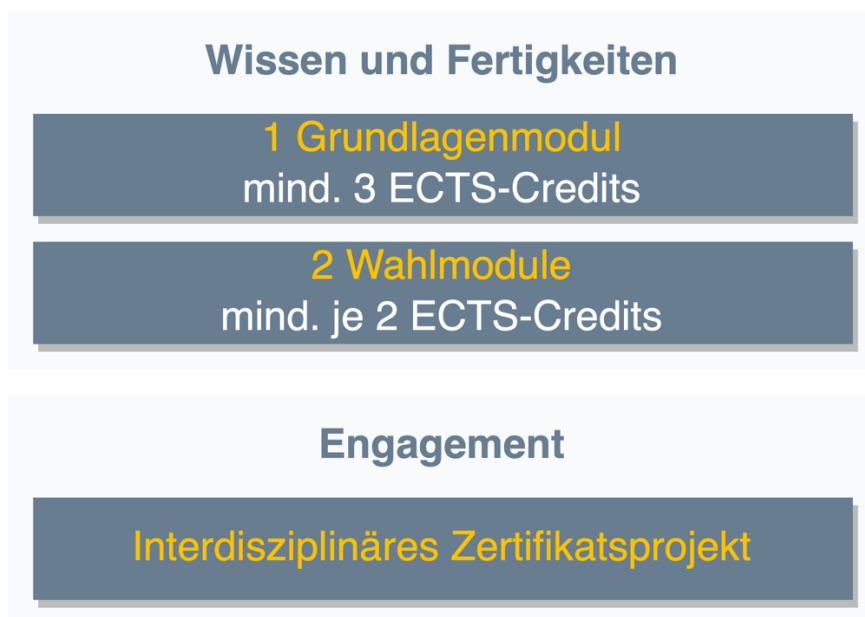 Wissen und Fertigkeiten
1 Grundlagenmodul
mind. 3 ECTS-Credits
2 Wahlmodule
mind. je 2 ECTS-Credits
Engagement
Interdisziplinäres Zertifikatsprojekt